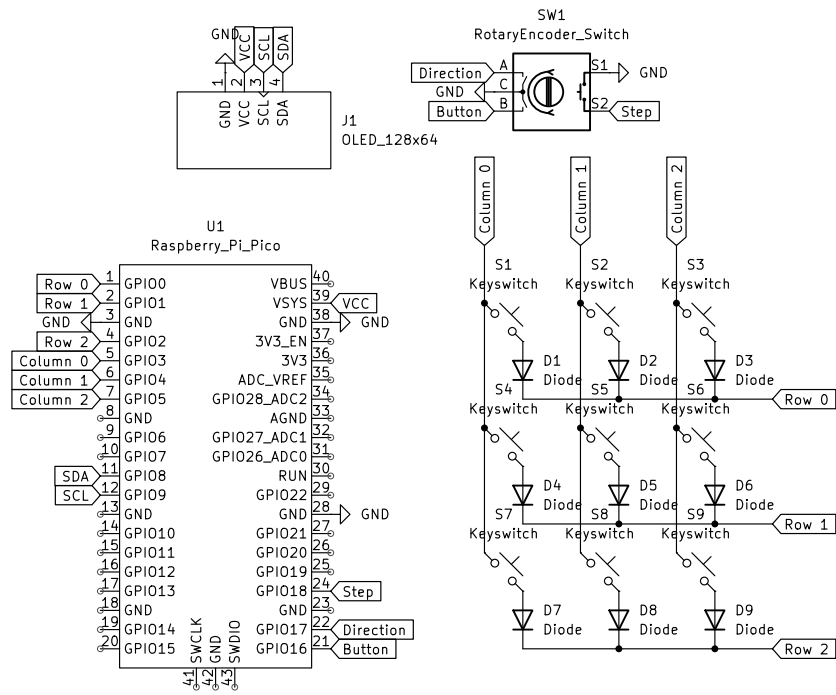 GND
VCC
SCL
SDA
1
2
3
4
GND
VCC
SCL
SDA
J1
OLED_128x64
SW1
RotaryEncoder_Switch
Direction A S1 GND
GND C
Button B S2 Step
Column 0
Column 1
Column 2
U1
Raspberry_Pi_Pico
Row 0 1 GPIO0 VBUS 40
Row 1 2 GPIO1 VSYS 39 VCC
GND 3 GND GND 38 GND
Row 2 4 GPIO2 3V3_EN 37
Column 0 5 GPIO3 3V3 36
Column 1 6 GPIO4 ADC_VREF 35
Column 2 7 GPIO5 GPIO28_ADC2 34
8 GND AGND 33
9 GPIO6 GPIO27_ADC1 32
10 GPIO7 GPIO26_ADC0 31
SDA 11 GPIO8 RUN 30
SCL 12 GPIO9 GPIO22 29
13 GND GND 28 GND
14 GPIO10 GPIO21 27
15 GPIO11 GPIO20 26
16 GPIO12 GPIO19 25
17 GPIO13 GPIO18 24 Step
18 GND GND 23
19 GPIO14 GPIO17 22 Direction
20 GPIO15 GPIO16 21 Button
SWCLK
GND
SWDIO
41
42
43
S1 S2 S3
Keyswitch Keyswitch Keyswitch
D1 D2 D3
Diode Diode Diode
Row 0
S4 S5 S6
Keyswitch Keyswitch Keyswitch
D4 D5 D6
Diode Diode Diode
Row 1
S7 S8 S9
Keyswitch Keyswitch Keyswitch
D7 D8 D9
Diode Diode Diode
Row 2